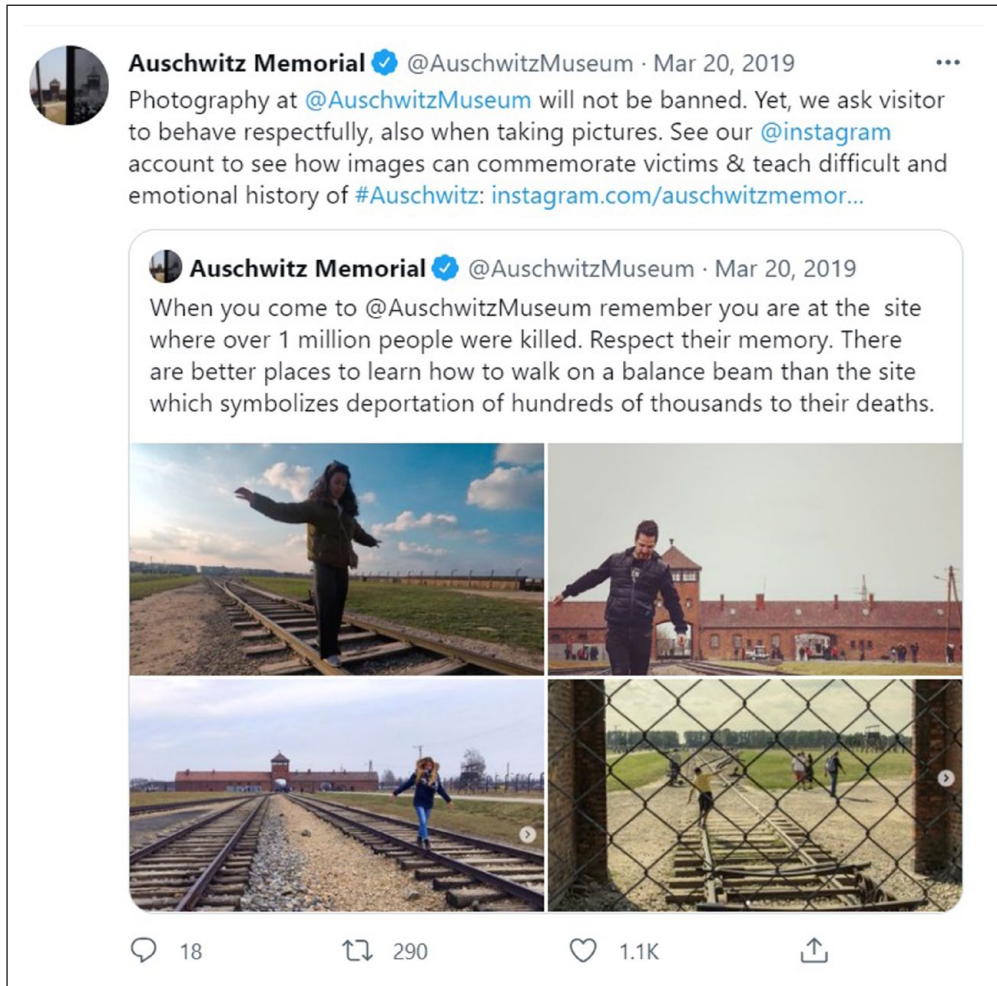 Auschwitz Memorial @AuschwitzMuseum · Mar 20, 2019
Photography at @AuschwitzMuseum will not be banned. Yet, we ask visitor
to behave respectfully, also when taking pictures. See our @instagram
account to see how images can commemorate victims & teach difficult and
emotional history of #Auschwitz: instagram.com/auschwitzmemor...
Auschwitz Memorial @AuschwitzMuseum · Mar 20, 2019
When you come to @AuschwitzMuseum remember you are at the site
where over 1 million people were killed. Respect their memory. There
are better places to learn how to walk on a balance beam than the site
which symbolizes deportation of hundreds of thousands to their deaths.
18 290 1.1K